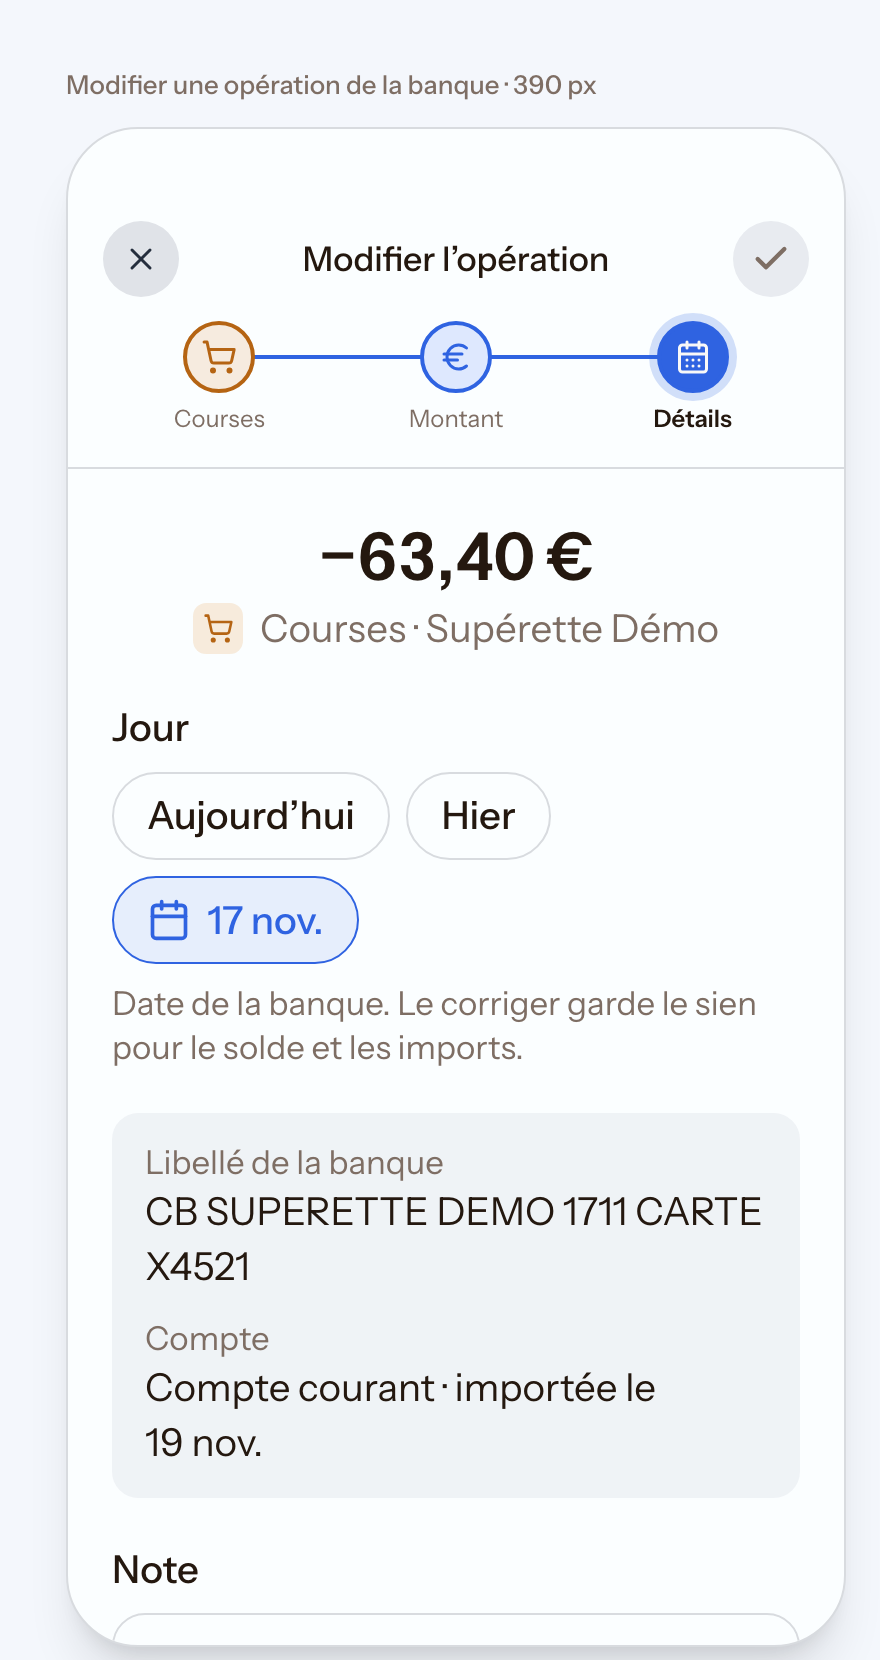 Modifier une opération de la banque · 390 px
Modifier l’opération
€
Courses
Montant
Détails
−63,40 €
Courses · Supérette Démo
Jour
Aujourd’hui
Hier
17 nov.
Date de la banque. Le corriger garde le sien
pour le solde et les imports.
Libellé de la banque
CB SUPERETTE DEMO 1711 CARTE
X4521
Compte
Compte courant · importée le
19 nov.
Note